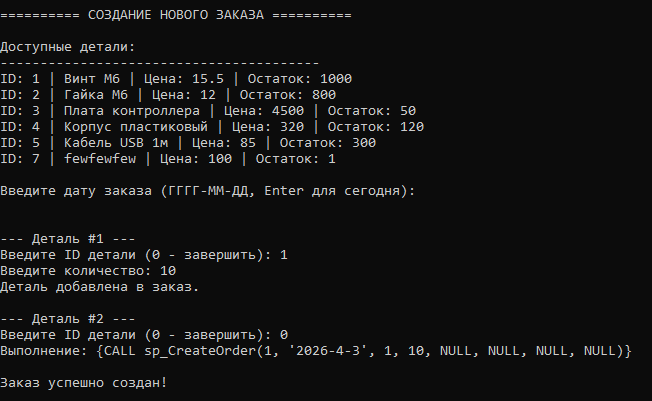 ========== СОЗДАНИЕ НОВОГО ЗАКАЗА ==========
Доступные детали:
----------------------------------------
ID: 1 | Винт М6 | Цена: 15.5 | Остаток: 1000
ID: 2 | Гайка М6 | Цена: 12 | Остаток: 800
ID: 3 | Плата контроллера | Цена: 4500 | Остаток: 50
ID: 4 | Корпус пластиковый | Цена: 320 | Остаток: 120
ID: 5 | Кабель USB 1м | Цена: 85 | Остаток: 300
ID: 7 | fewfewfew | Цена: 100 | Остаток: 1
Введите дату заказа (ГГГГ-ММ-ДД, Enter для сегодня):
--- Деталь #1 ---
Введите ID детали (0 - завершить): 1
Введите количество: 10
Деталь добавлена в заказ.
--- Деталь #2 ---
Введите ID детали (0 - завершить): 0
Выполнение: {CALL sp_CreateOrder(1, '2026-4-3', 1, 10, NULL, NULL, NULL, NULL)}
Заказ успешно создан!